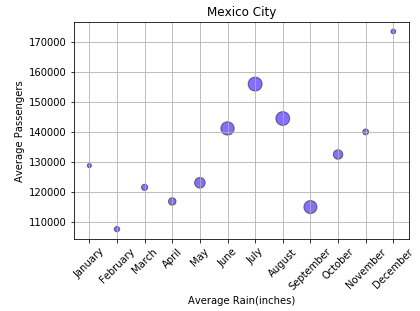 Mexico City
Average Passengers
170000
160000
150000
140000
130000
120000
110000
January
February
March
April
May
June
July
August
September
October
November
December
Average Rain(inches)